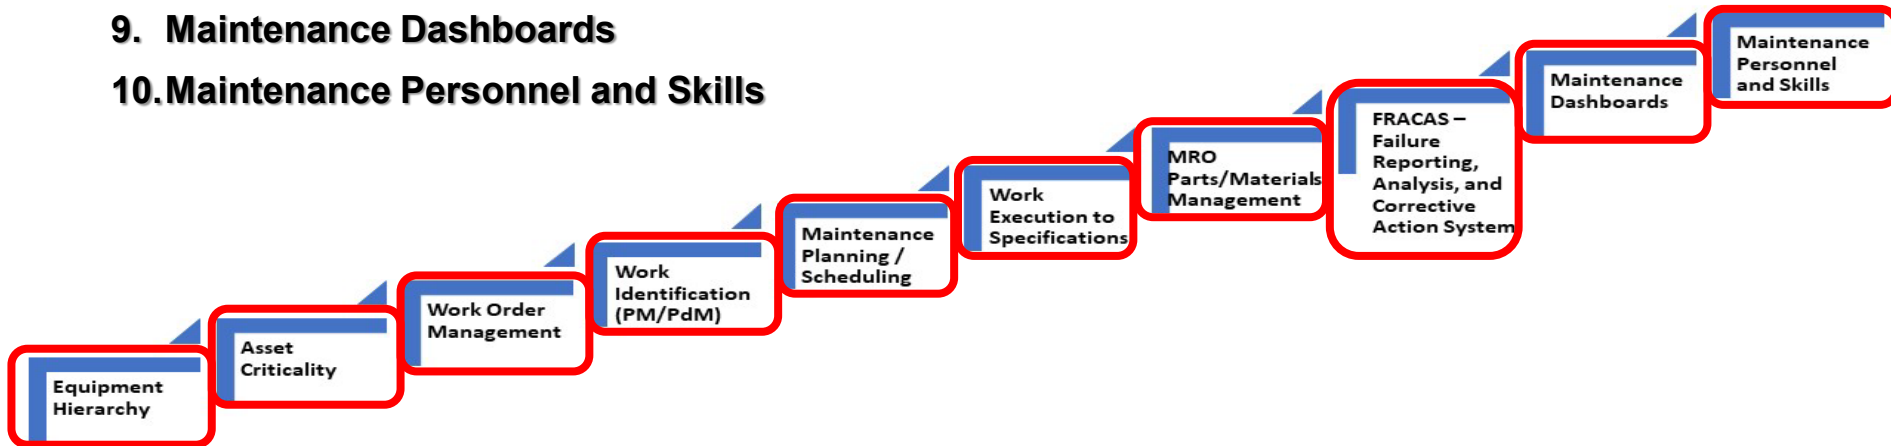 9. Maintenance Dashboards
10. Maintenance Personnel and Skills
Equipment
Hierarchy
Asset
Criticality
Work Order
Management
Work
Identification
(PM/PdM)
Maintenance
Planning /
Scheduling
Work
Execution to
Specifications
MRO
Parts/Materials
Management
FRACAS –
Failure
Reporting,
Analysis, and
Corrective
Action System
Maintenance
Dashboards
Maintenance
Personnel
and Skills